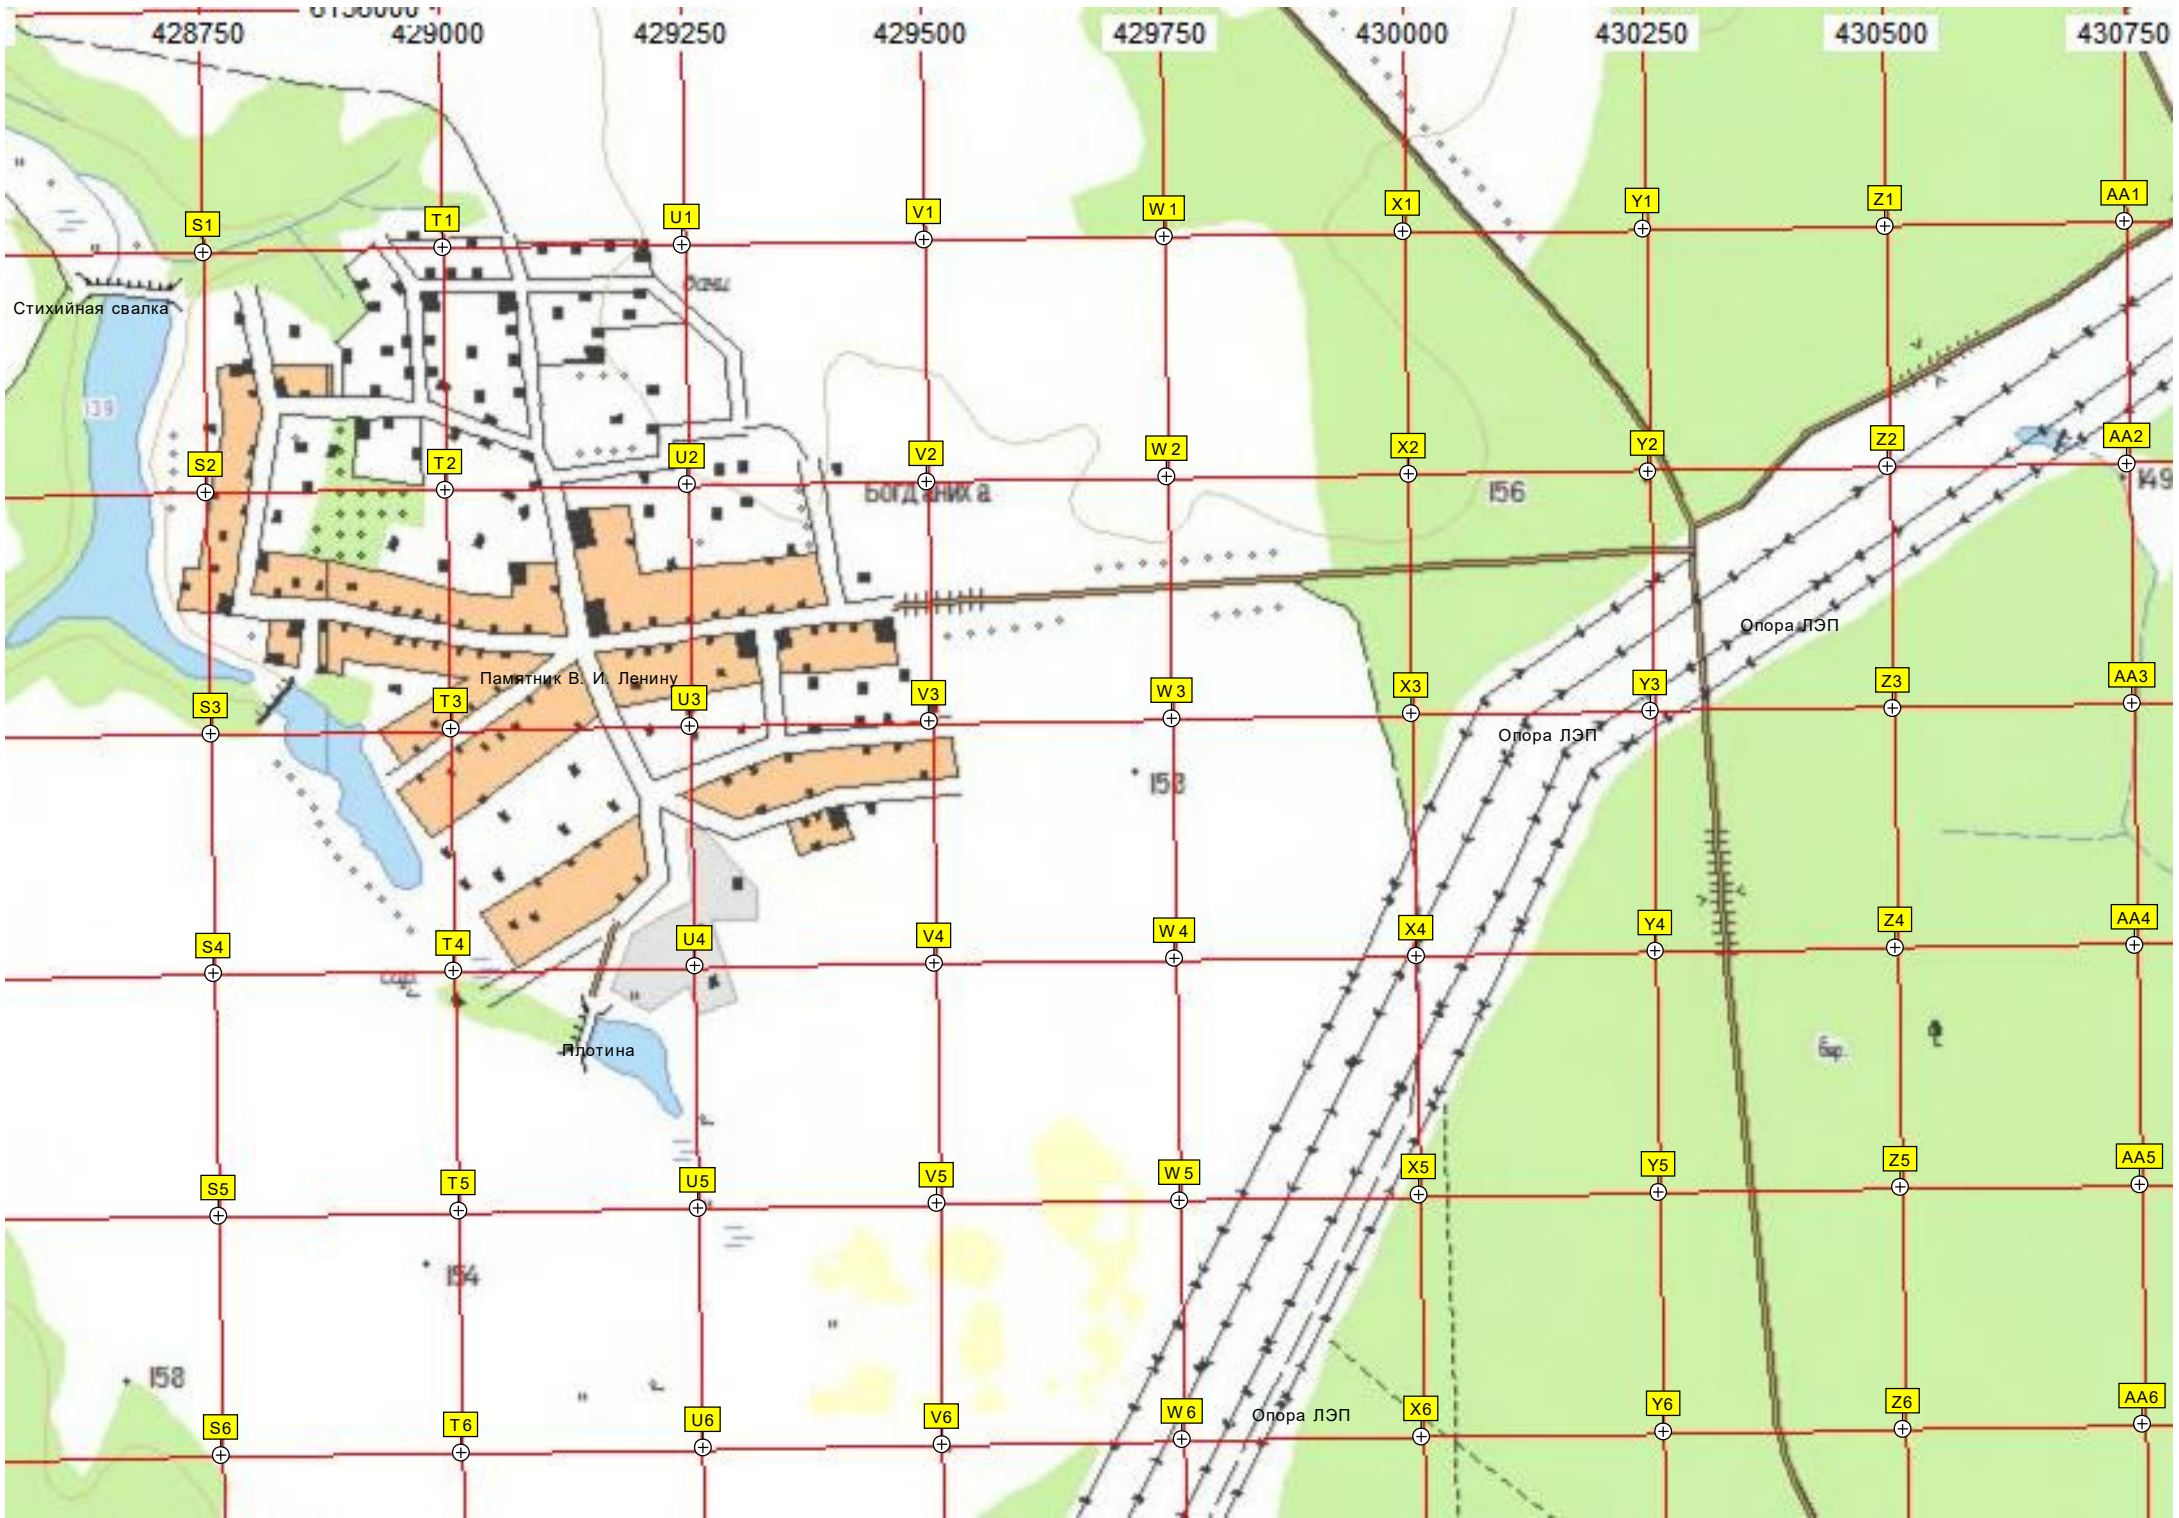 6156000
428750 429000 429250 429500 429750 430000 430250 430500 430750
S1 T1 U1 V1 W1 X1 Y1 Z1 AA1
Стихийная свалка
139
S2 T2 U2 V2 W2 X2 Y2 Z2 AA2
Богданиха
156
149
Опора ЛЭП
Памятник В. И. Ленину
S3 T3 U3 V3 W3 X3 Y3 Z3 AA3
Опора ЛЭП
153
S4 T4 U4 V4 W4 X4 Y4 Z4 AA4
Плотина
S5 T5 U5 V5 W5 X5 Y5 Z5 AA5
154
158
Опора ЛЭП
S6 T6 U6 V6 W6 X6 Y6 Z6 AA6